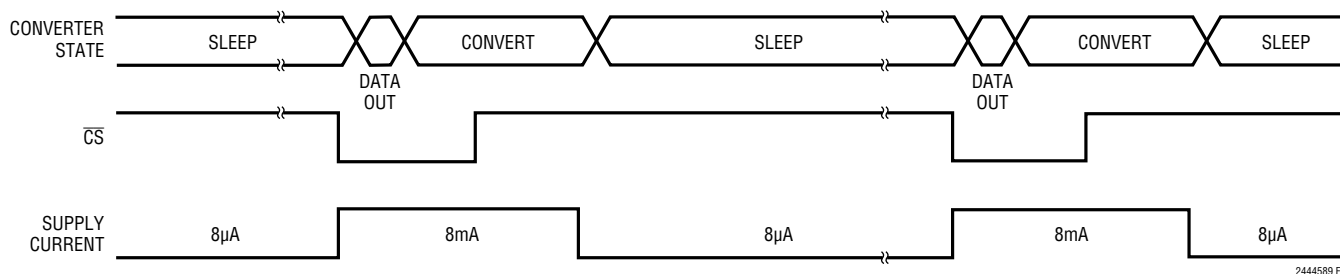 CONVERTER
STATE
SLEEP
CONVERT
SLEEP
CONVERT
SLEEP
DATA
OUT
DATA
OUT
CS
SUPPLY
CURRENT
8µA
8mA
8µA
8mA
8µA